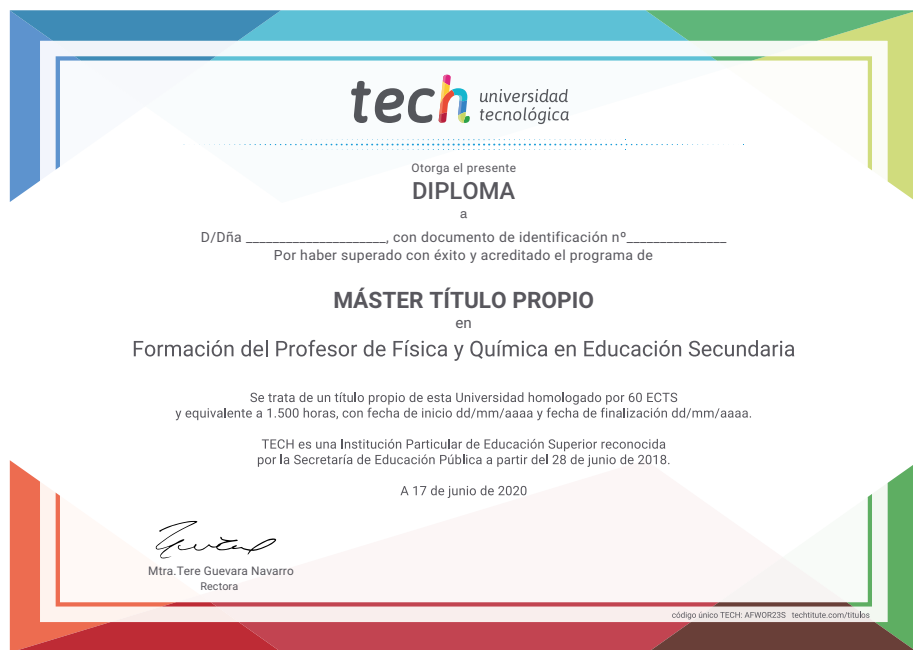 tech universidad
tecnológica
Otorga el presente
DIPLOMA
a
D/Dña _____________________, con documento de identificación nº_______________
Por haber superado con éxito y acreditado el programa de
MÁSTER TÍTULO PROPIO
en
Formación del Profesor de Física y Química en Educación Secundaria
Se trata de un título propio de esta Universidad homologado por 60 ECTS
y equivalente a 1.500 horas, con fecha de inicio dd/mm/aaaa y fecha de finalización dd/mm/aaaa.
TECH es una Institución Particular de Educación Superior reconocida
por la Secretaría de Educación Pública a partir del 28 de junio de 2018.
A 17 de junio de 2020
Mtra.Tere Guevara Navarro
Rectora
código único TECH: AFWOR23S techtitute.com/titulos